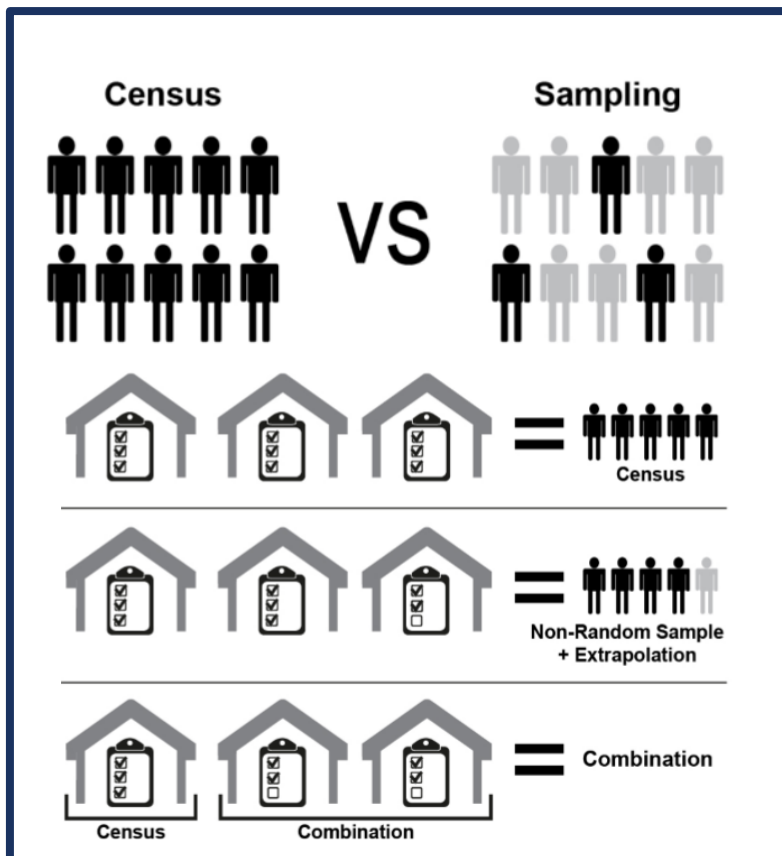 Census
Sampling
VS
Census
Non-Random Sample
+ Extrapolation
Combination
Census
Combination